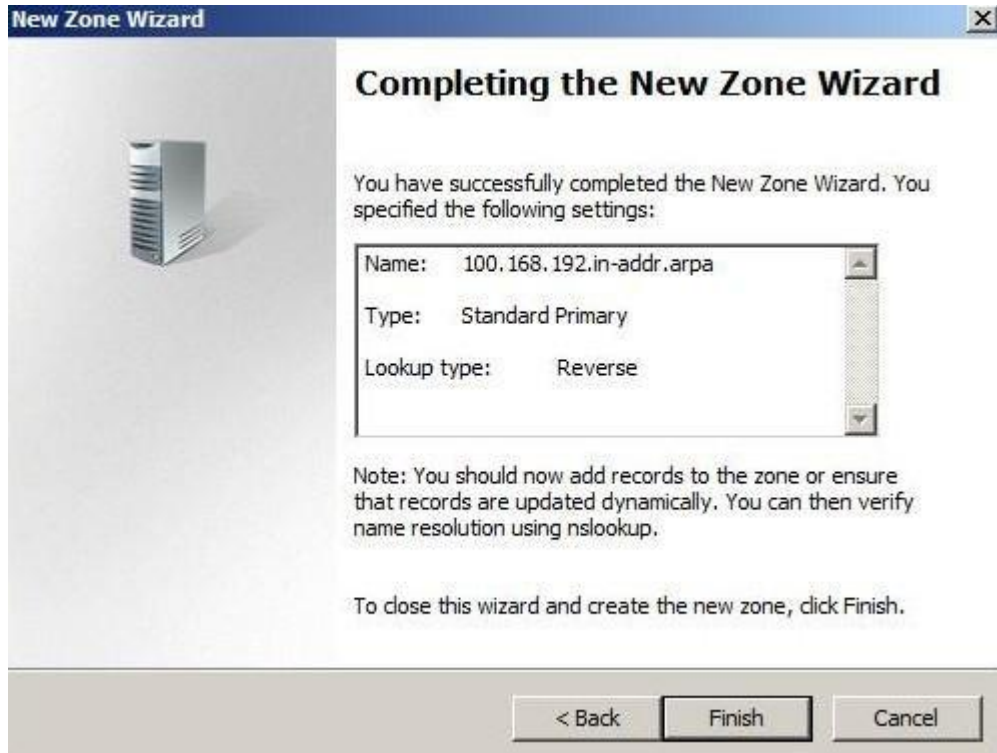 New Zone Wizard
Completing the New Zone Wizard
You have successfully completed the New Zone Wizard. You
specified the following settings:
Name: 100.168.192.in-addr.arpa
Type: Standard Primary
Lookup type: Reverse
Note: You should now add records to the zone or ensure
that records are updated dynamically. You can then verify
name resolution using nslookup.
To close this wizard and create the new zone, click Finish.
< Back Finish Cancel